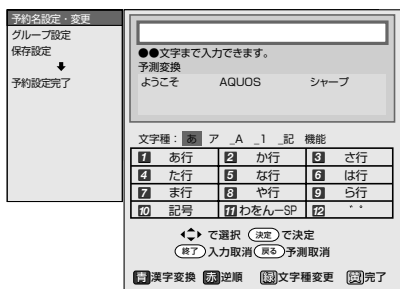 予約名設定・変更
グループ設定
保存設定
予約設定完了
●●文字まで入力できます。
予測変換
ようこそ AQUOS シャープ
文字種： あ ア _A _1 _記 機能
1 あ行 2 か行 3 さ行
4 た行 5 な行 6 は行
7 ま行 8 や行 9 ら行
10 記号 11 わをんーSP 12 ゛゜
で選択 決定 で決定
終了 入力取消 戻る 予測取消
青 漢字変換 赤 逆順 緑 文字種変更 黄 完了